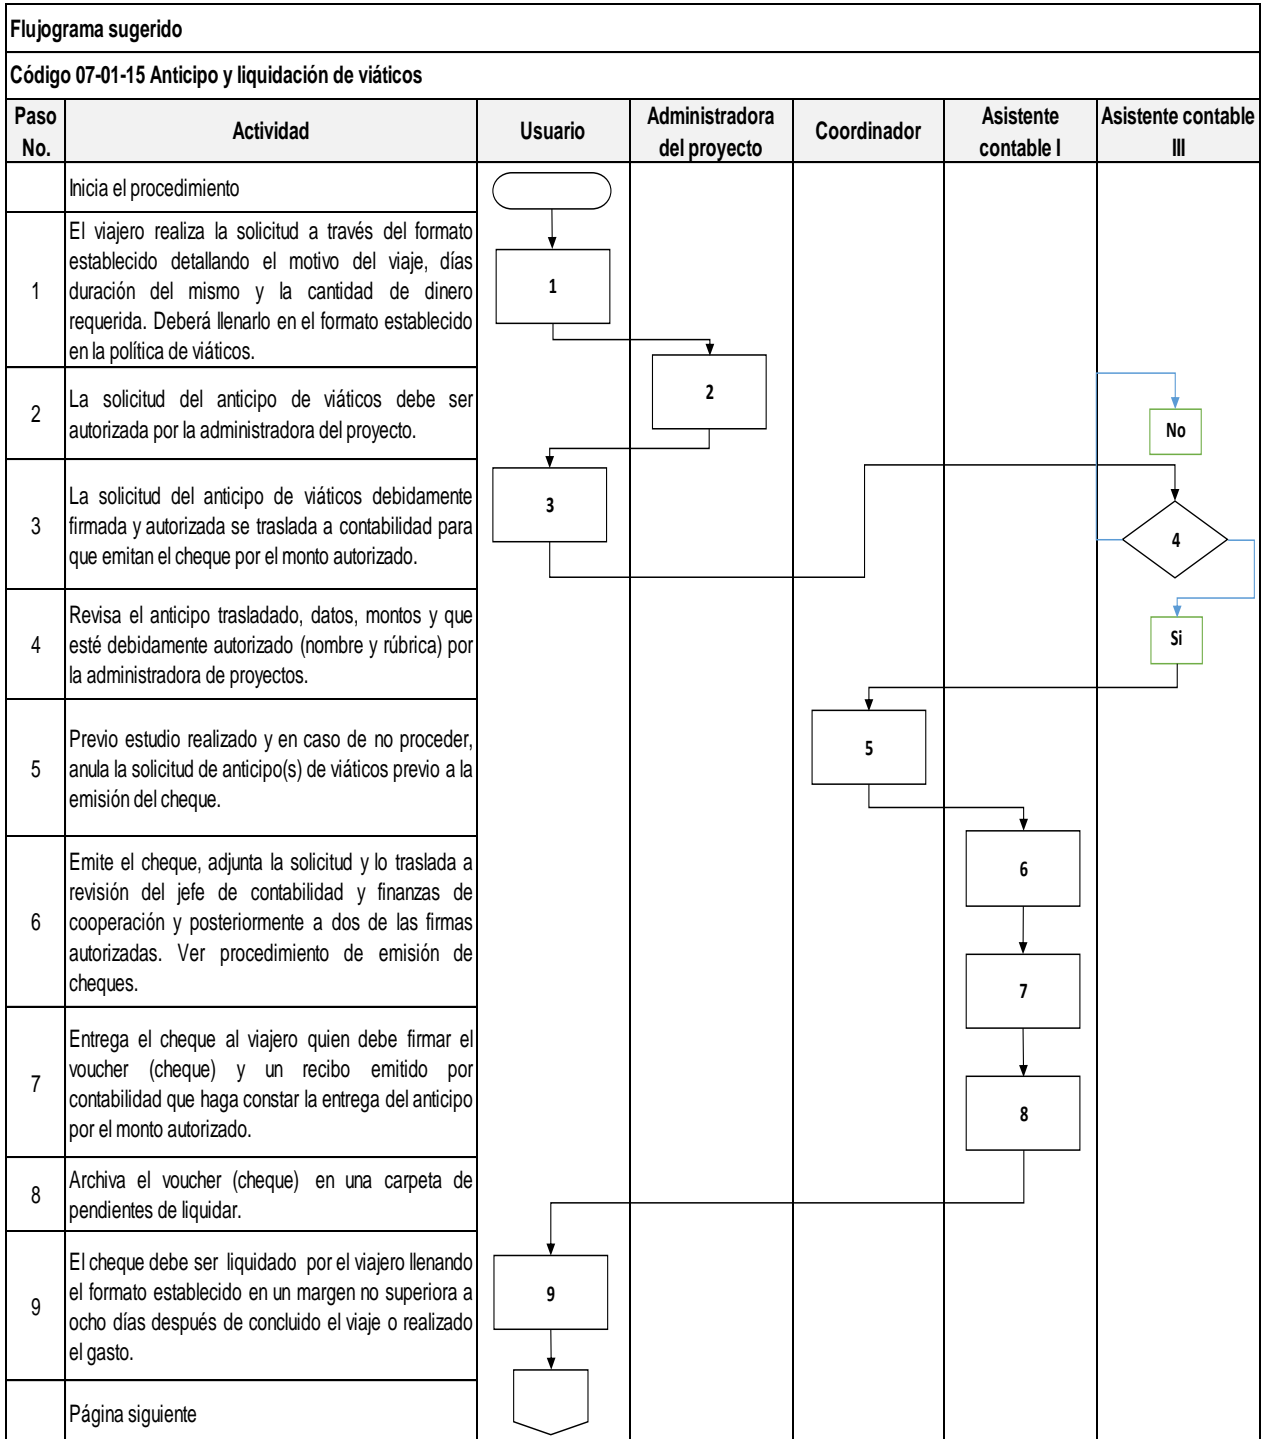 Flujograma sugerido
Código 07-01-15 Anticipo y liquidación de viáticos
Paso No.
Actividad
Usuario
Administradora del proyecto
Coordinador
Asistente contable I
Asistente contable III
Inicia el procedimiento
1
El viajero realiza la solicitud a través del formato
establecido detallando el motivo del viaje, días
duración del mismo y la cantidad de dinero
requerida. Deberá llenarlo en el formato establecido
en la política de viáticos.
1
2
La solicitud del anticipo de viáticos debe ser
autorizada por la administradora del proyecto.
2
No
3
La solicitud del anticipo de viáticos debidamente
firmada y autorizada se traslada a contabilidad para
que emitan el cheque por el monto autorizado.
3
4
4
Revisa el anticipo trasladado, datos, montos y que
esté debidamente autorizado (nombre y rúbrica) por
la administradora de proyectos.
Si
5
Previo estudio realizado y en caso de no proceder,
anula la solicitud de anticipo(s) de viáticos previo a la
emisión del cheque.
5
6
Emite el cheque, adjunta la solicitud y lo traslada a
revisión del jefe de contabilidad y finanzas de
cooperación y posteriormente a dos de las firmas
autorizadas. Ver procedimiento de emisión de
cheques.
6
7
7
Entrega el cheque al viajero quien debe firmar el
voucher (cheque) y un recibo emitido por
contabilidad que haga constar la entrega del anticipo
por el monto autorizado.
8
8
Archiva el voucher (cheque) en una carpeta de
pendientes de liquidar.
9
El cheque debe ser liquidado por el viajero llenando
el formato establecido en un margen no superiora a
ocho días después de concluido el viaje o realizado
el gasto.
9
Página siguiente